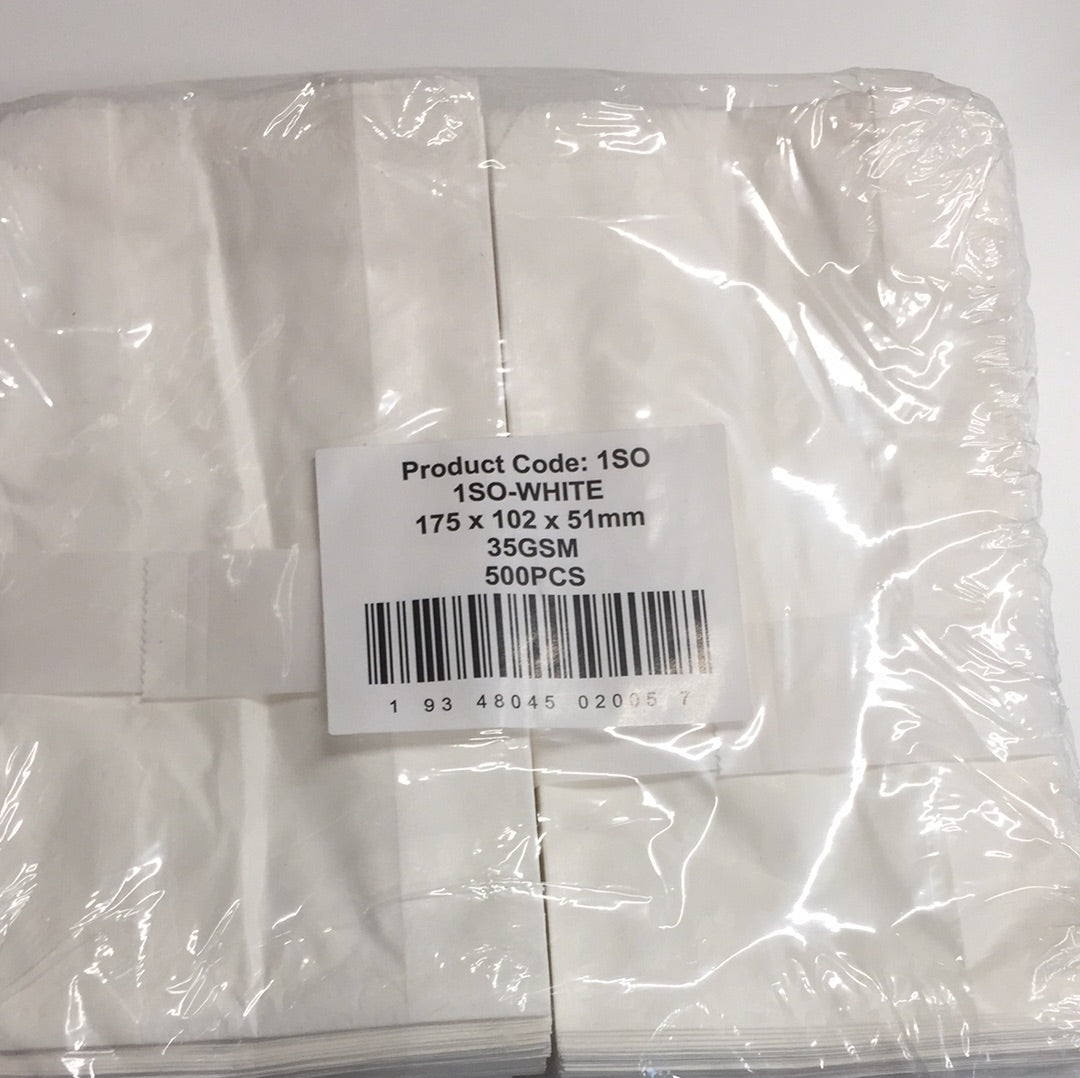 Product Code: 1SO
1SO-WHITE
175 x 102 x 51mm
35GSM
500PCS
1 93 48045 02005 7